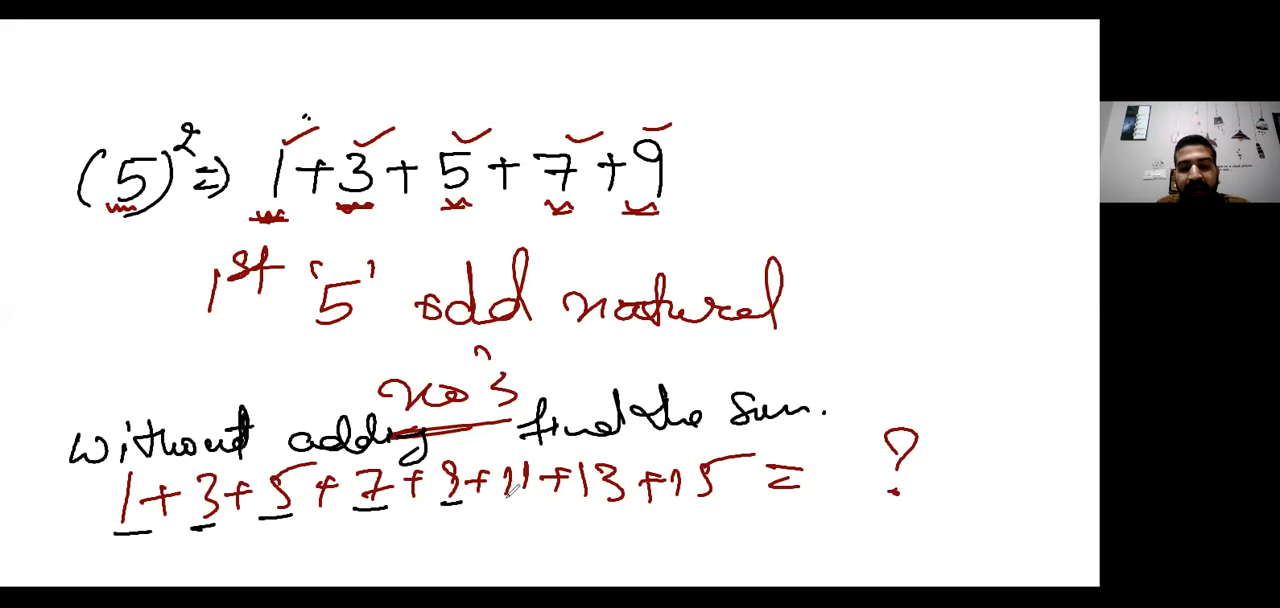 (5)² ⇒ 1 + 3 + 5 + 7 + 9
1st '5' odd natural
no's
without adding find the sum.
1 + 3 + 5 + 7 + 9 + 11 + 13 + 15 = ?